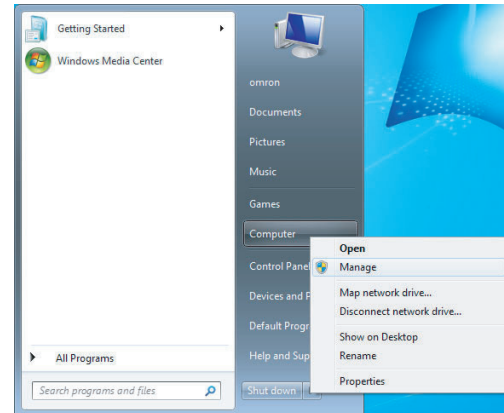 Getting Started
Windows Media Center
All Programs
Search programs and files
omron
Documents
Pictures
Music
Games
Computer
Control Pane
Devices and P
Default Progr
Help and Sup
Shut down
Open
Manage
Map network drive...
Disconnect network drive...
Show on Desktop
Rename
Properties